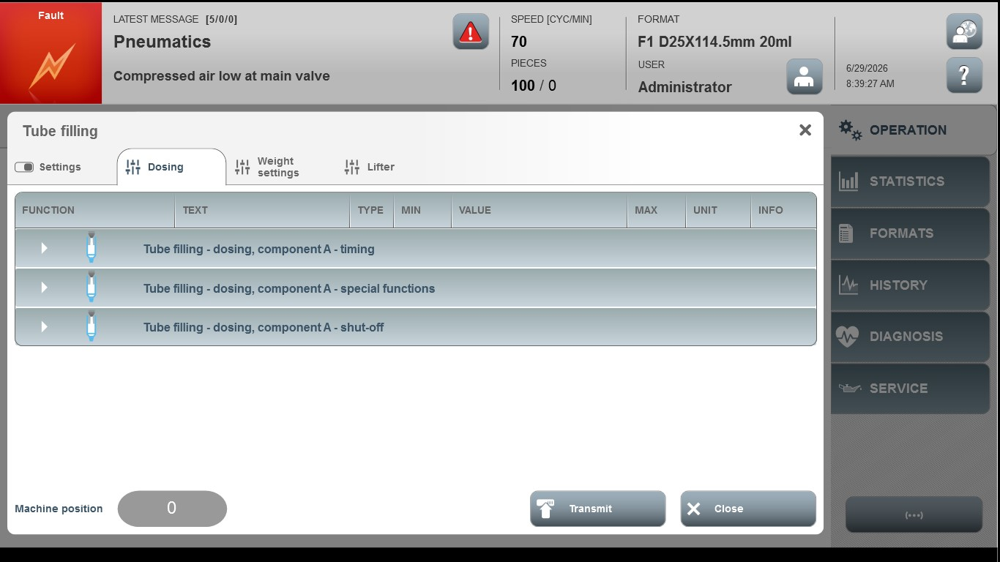 Fault
LATEST MESSAGE [5/0/0]
Pneumatics
Compressed air low at main valve
SPEED [CYC/MIN]
70
PIECES
100 / 0
FORMAT
F1 D25X114.5mm 20ml
USER
Administrator
6/29/2026
8:39:27 AM
?
Tube filling
Settings
Dosing
Weight
settings
Lifter
FUNCTION TEXT TYPE MIN VALUE MAX UNIT INFO
Tube filling - dosing, component A - timing
Tube filling - dosing, component A - special functions
Tube filling - dosing, component A - shut-off
Machine position
0
Transmit
Close
OPERATION
STATISTICS
FORMATS
HISTORY
DIAGNOSIS
SERVICE
(•••)